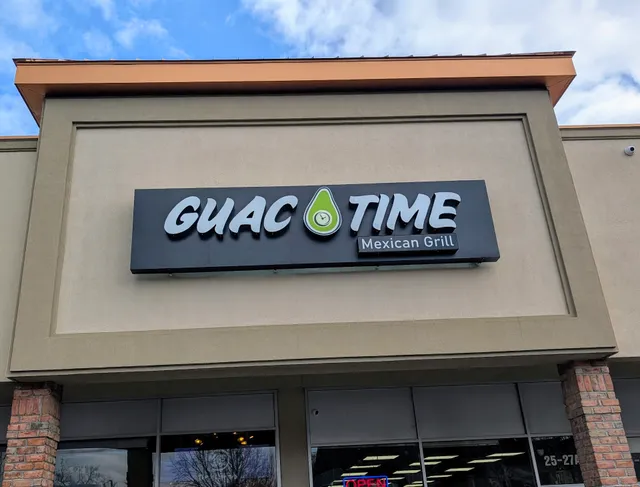 GUAC TIME
Mexican Grill
OPEN
25-27